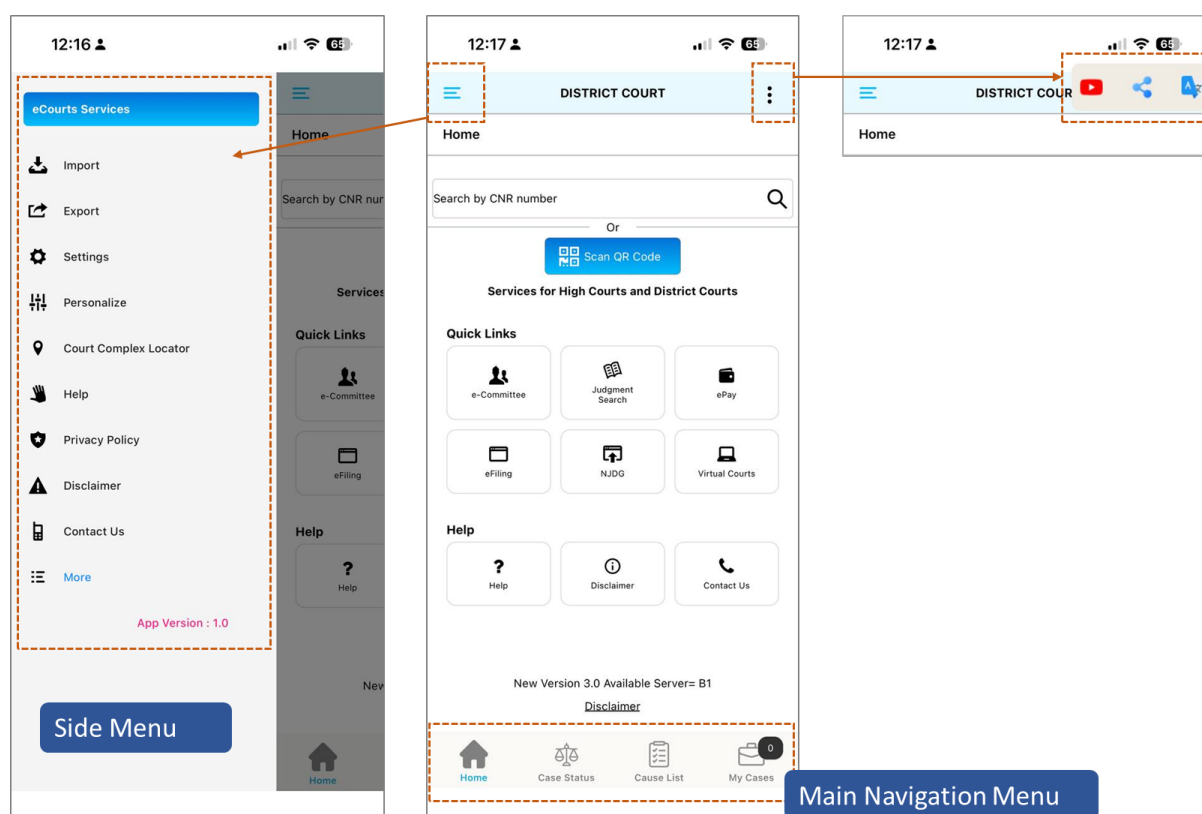 12:16
65
eCourts Services
Import
Export
Settings
Personalize
Court Complex Locator
Help
Privacy Policy
Disclaimer
Contact Us
More
App Version : 1.0
Side Menu
Home
Search by CNR nur
Services
Quick Links
e-Committee
eFiling
Help
Help
New
Home
12:17
65
DISTRICT COURT
Home
Search by CNR number
Or
Scan QR Code
Services for High Courts and District Courts
Quick Links
e-Committee
Judgment
Search
ePay
eFiling
NJDG
Virtual Courts
Help
Help
Disclaimer
Contact Us
New Version 3.0 Available Server= B1
Disclaimer
Home
Case Status
Cause List
My Cases
0
Main Navigation Menu
12:17
65
DISTRICT COUR
Home